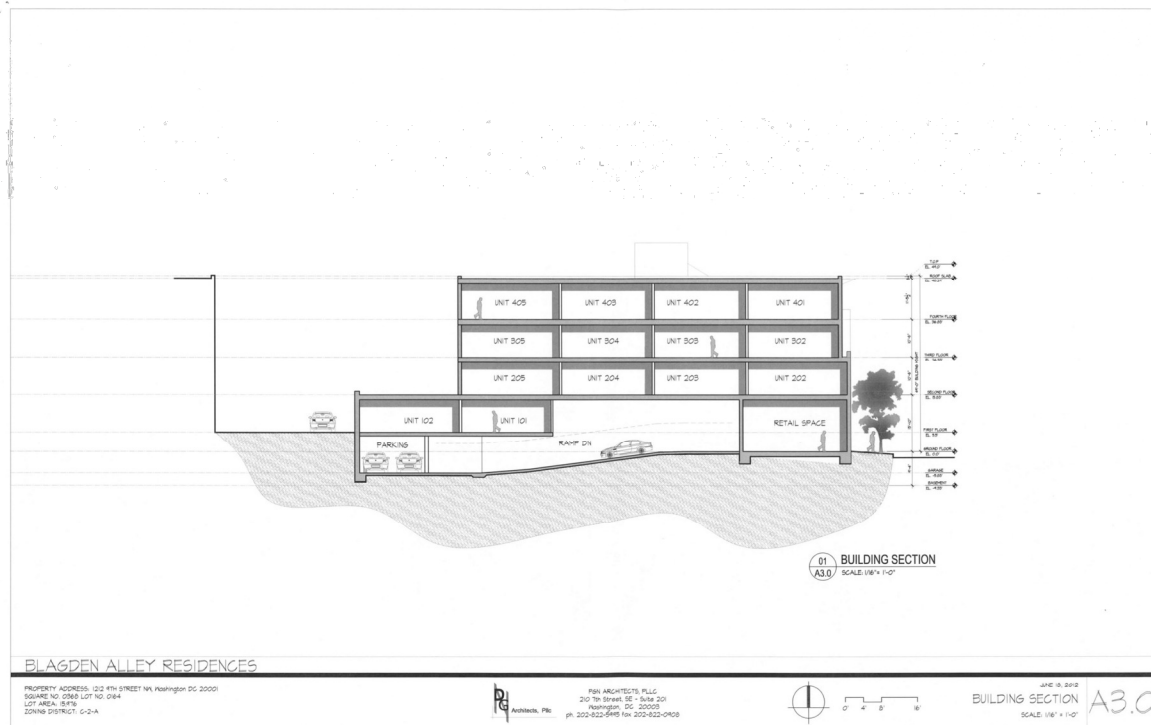 T.O.P.
ROOF SLAB
UNIT 405 UNIT 403 UNIT 402 UNIT 401
FOURTH FLOOR
UNIT 305 UNIT 304 UNIT 303 UNIT 302
THIRD FLOOR
UNIT 205 UNIT 204 UNIT 203 UNIT 202
SECOND FLOOR
UNIT 102 UNIT 101 RETAIL SPACE
FIRST FLOOR
PARKING RAMP DN
GROUND FLOOR
EL. 0.0'
GARAGE
BASEMENT
01 BUILDING SECTION
A3.0 SCALE: 1/16" = 1'-0"
BLAGDEN ALLEY RESIDENCES
PROPERTY ADDRESS: 1212 9TH STREET NW, Washington DC 20001
SQUARE NO. 0368 LOT NO. 0164
LOT AREA: 15,976
ZONING DISTRICT: C-2-A
Architects, Pllc
PGN ARCHITECTS, PLLC
210 7th Street, SE - Suite 201
Washington, DC 20003
ph. 202-822-5995 fax 202-822-0908
0' 4' 8' 16'
JUNE 13, 2012
BUILDING SECTION A3.0
SCALE: 1/16" = 1'-0"